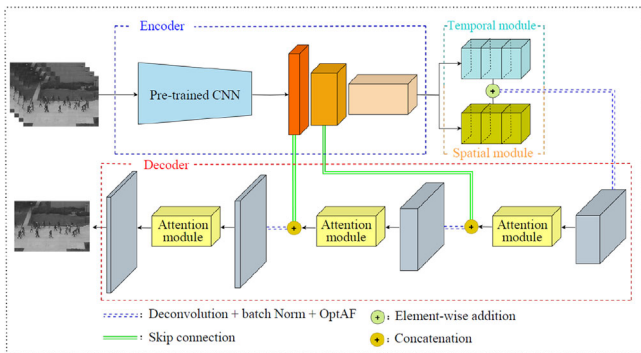 Encoder
Temporal module
Pre-trained CNN
Spatial module
Decoder
Attention
module
Attention
module
Attention
module
Deconvolution + batch Norm + OptAF
+ : Element-wise addition
Skip connection
+ : Concatenation